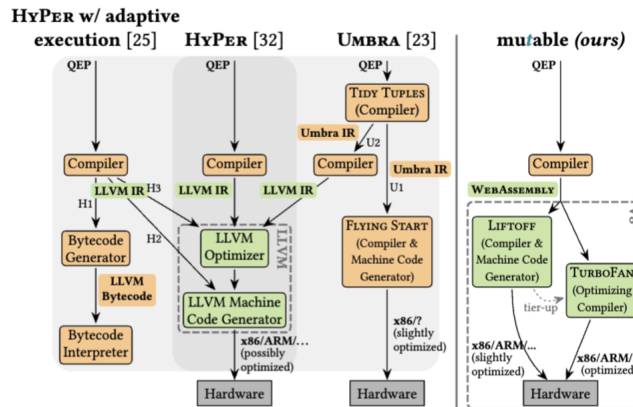 HYPER w/ adaptive
execution [25]
HYPER [32]
UMBRA [23]
mutable (ours)
QEP
QEP
QEP
QEP
TIDY TUPLES
(Compiler)
Umbra IR
U2
Compiler
Compiler
Compiler
Umbra IR
Compiler
LLVM IR
H3
LLVM IR
LLVM IR
U1
WEBASSEMBLY
H1
H2
Bytecode
Generator
LLVM
Optimizer
LLVM
FLYING START
(Compiler &
Machine Code
Generator)
LIFTOFF
(Compiler &
Machine Code
Generator)
TURBOFAN
(Optimizing
Compiler)
tier-up
LLVM
Bytecode
LLVM Machine
Code Generator
Bytecode
Interpreter
x86/ARM/…
(possibly
optimized)
x86/?
(slightly
optimized)
x86/ARM/...
(slightly
optimized)
x86/ARM/
(optimized
Hardware
Hardware
Hardware